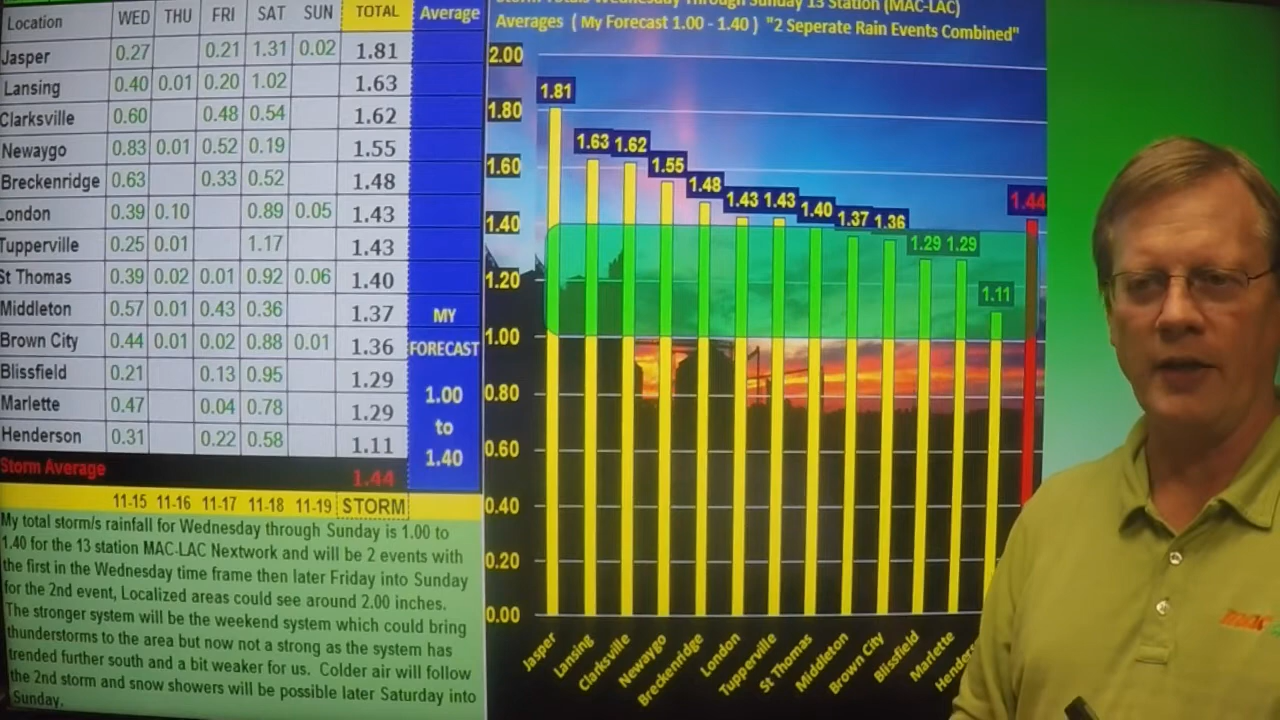 Location WED THU FRI SAT SUN TOTAL Average
Jasper 0.27 0.21 1.31 0.02 1.81
Lansing 0.40 0.01 0.20 1.02 1.63
Clarksville 0.60 0.48 0.54 1.62
Newaygo 0.83 0.01 0.52 0.19 1.55
Breckenridge 0.63 0.33 0.52 1.48
London 0.39 0.10 0.89 0.05 1.43
Tupperville 0.25 0.01 1.17 1.43
St Thomas 0.39 0.02 0.01 0.92 0.06 1.40
Middleton 0.57 0.01 0.43 0.36 1.37
Brown City 0.44 0.01 0.02 0.88 0.01 1.36
Blissfield 0.21 0.13 0.95 1.29
Marlette 0.47 0.04 0.78 1.29
Henderson 0.31 0.22 0.58 1.11
Storm Average 1.44
11-15 11-16 11-17 11-18 11-19 STORM
MY
FORECAST
1.00
to
1.40
My total storm/s rainfall for Wednesday through Sunday is 1.00 to
1.40 for the 13 station MAC-LAC Nextwork and will be 2 events with
the first in the Wednesday time frame then later Friday into Sunday
for the 2nd event, Localized areas could see around 2.00 inches.
The stronger system will be the weekend system which could bring
thunderstorms to the area but now not a strong as the system has
trended further south and a bit weaker for us. Colder air will follow
the 2nd storm and snow showers will be possible later Saturday into
Sunday.
Storm Totals Wednesday Through Sunday 13 Station (MAC-LAC)
Averages ( My Forecast 1.00 - 1.40 ) "2 Seperate Rain Events Combined"
2.00
1.80
1.60
1.40
1.20
1.00
0.80
0.60
0.40
0.20
0.00
1.81 1.63 1.62 1.55 1.48 1.43 1.43 1.40 1.37 1.36 1.29 1.29 1.11 1.44
Jasper Lansing Clarksville Newaygo Breckenridge London Tupperville St Thomas Middleton Brown City Blissfield Marlette